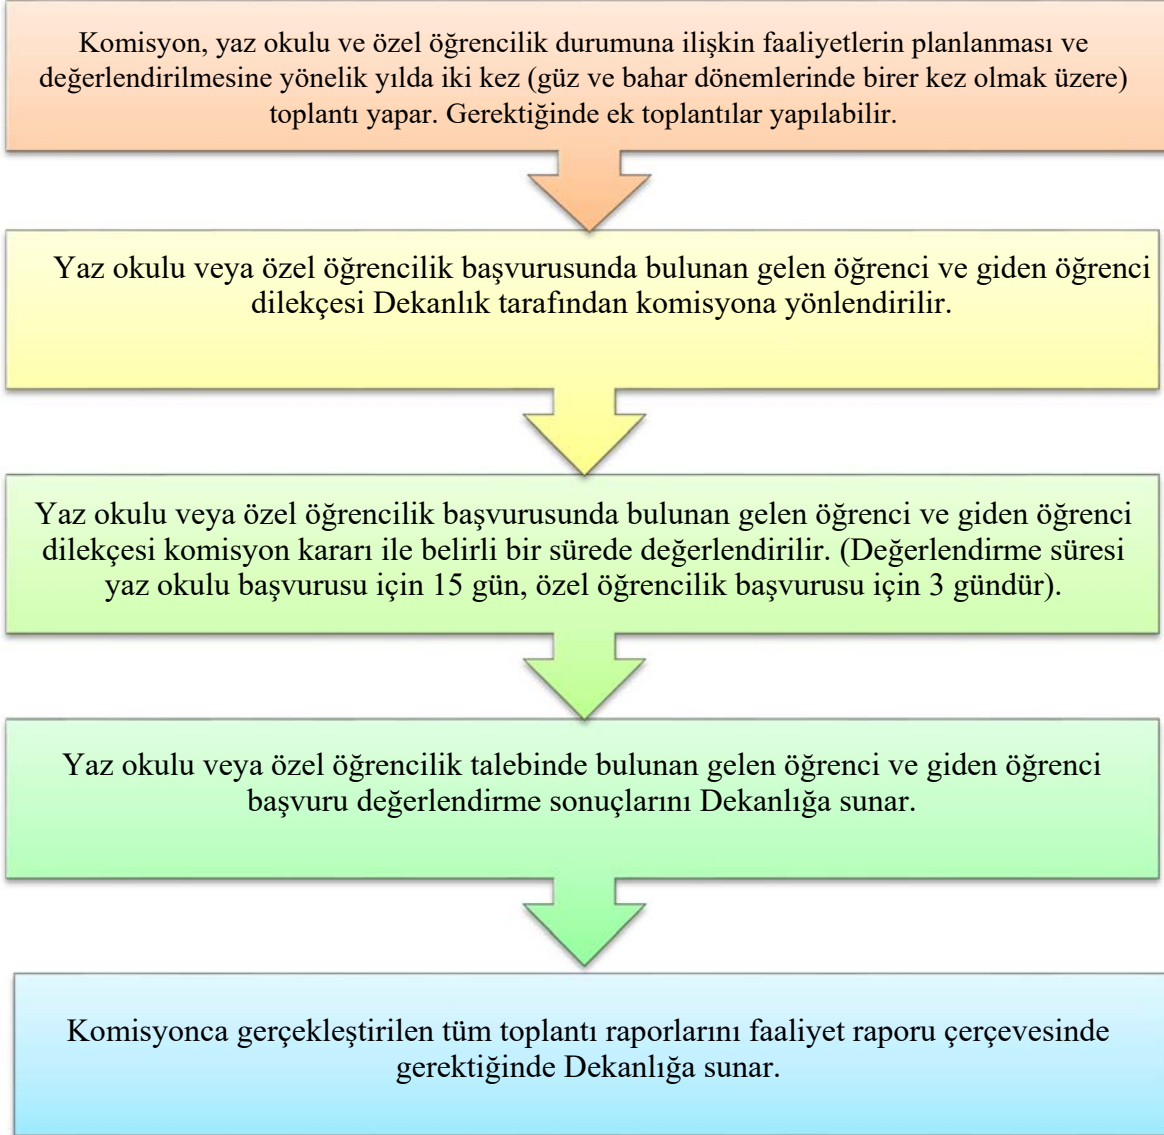 Komisyon, yaz okulu ve özel öğrencilik durumuna ilişkin faaliyetlerin planlanması ve
değerlendirilmesine yönelik yılda iki kez (güz ve bahar dönemlerinde birer kez olmak üzere)
toplantı yapar. Gerektiğinde ek toplantılar yapılabilir.
Yaz okulu veya özel öğrencilik başvurusunda bulunan gelen öğrenci ve giden öğrenci
dilekçesi Dekanlık tarafından komisyona yönlendirilir.
Yaz okulu veya özel öğrencilik başvurusunda bulunan gelen öğrenci ve giden öğrenci
dilekçesi komisyon kararı ile belirli bir sürede değerlendirilir. (Değerlendirme süresi
yaz okulu başvurusu için 15 gün, özel öğrencilik başvurusu için 3 gündür).
Yaz okulu veya özel öğrencilik talebinde bulunan gelen öğrenci ve giden öğrenci
başvuru değerlendirme sonuçlarını Dekanlığa sunar.
Komisyonca gerçekleştirilen tüm toplantı raporlarını faaliyet raporu çerçevesinde
gerektiğinde Dekanlığa sunar.